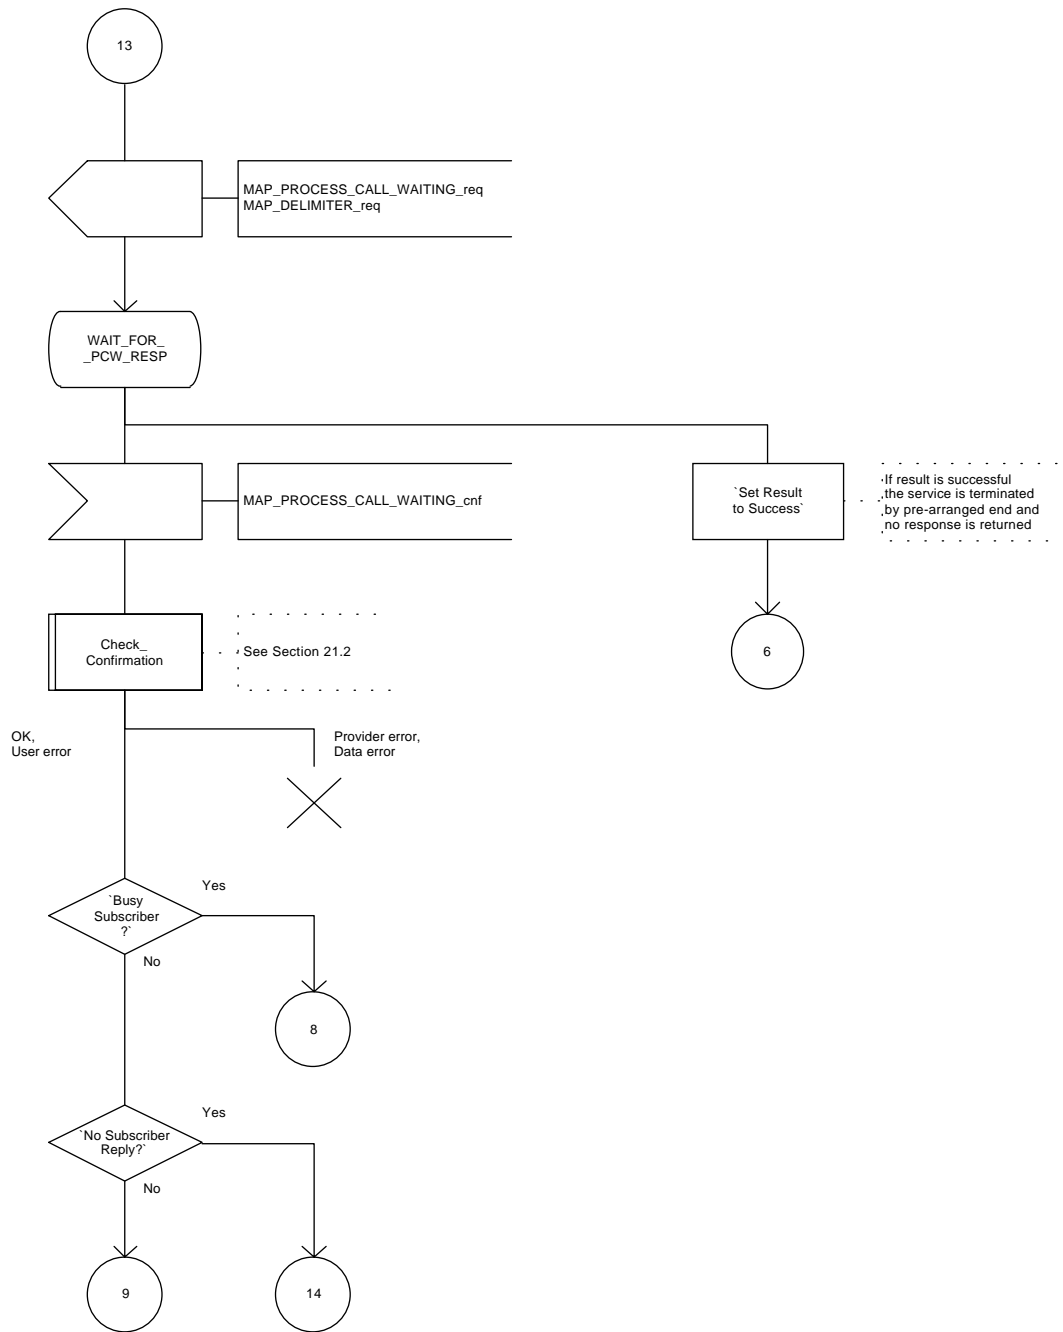 13
MAP_PROCESS_CALL_WAITING_req
MAP_DELIMITER_req
WAIT_FOR_
_PCW_RESP
MAP_PROCESS_CALL_WAITING_cnf
`Set Result
to Success`
If result is successful
the service is terminated
by pre-arranged end and
no response is returned
Check_
Confirmation
See Section 21.2
6
OK,
User error
Provider error,
Data error
`Busy
Subscriber
?`
Yes
No
8
`No Subscriber
Reply?`
Yes
No
9
14